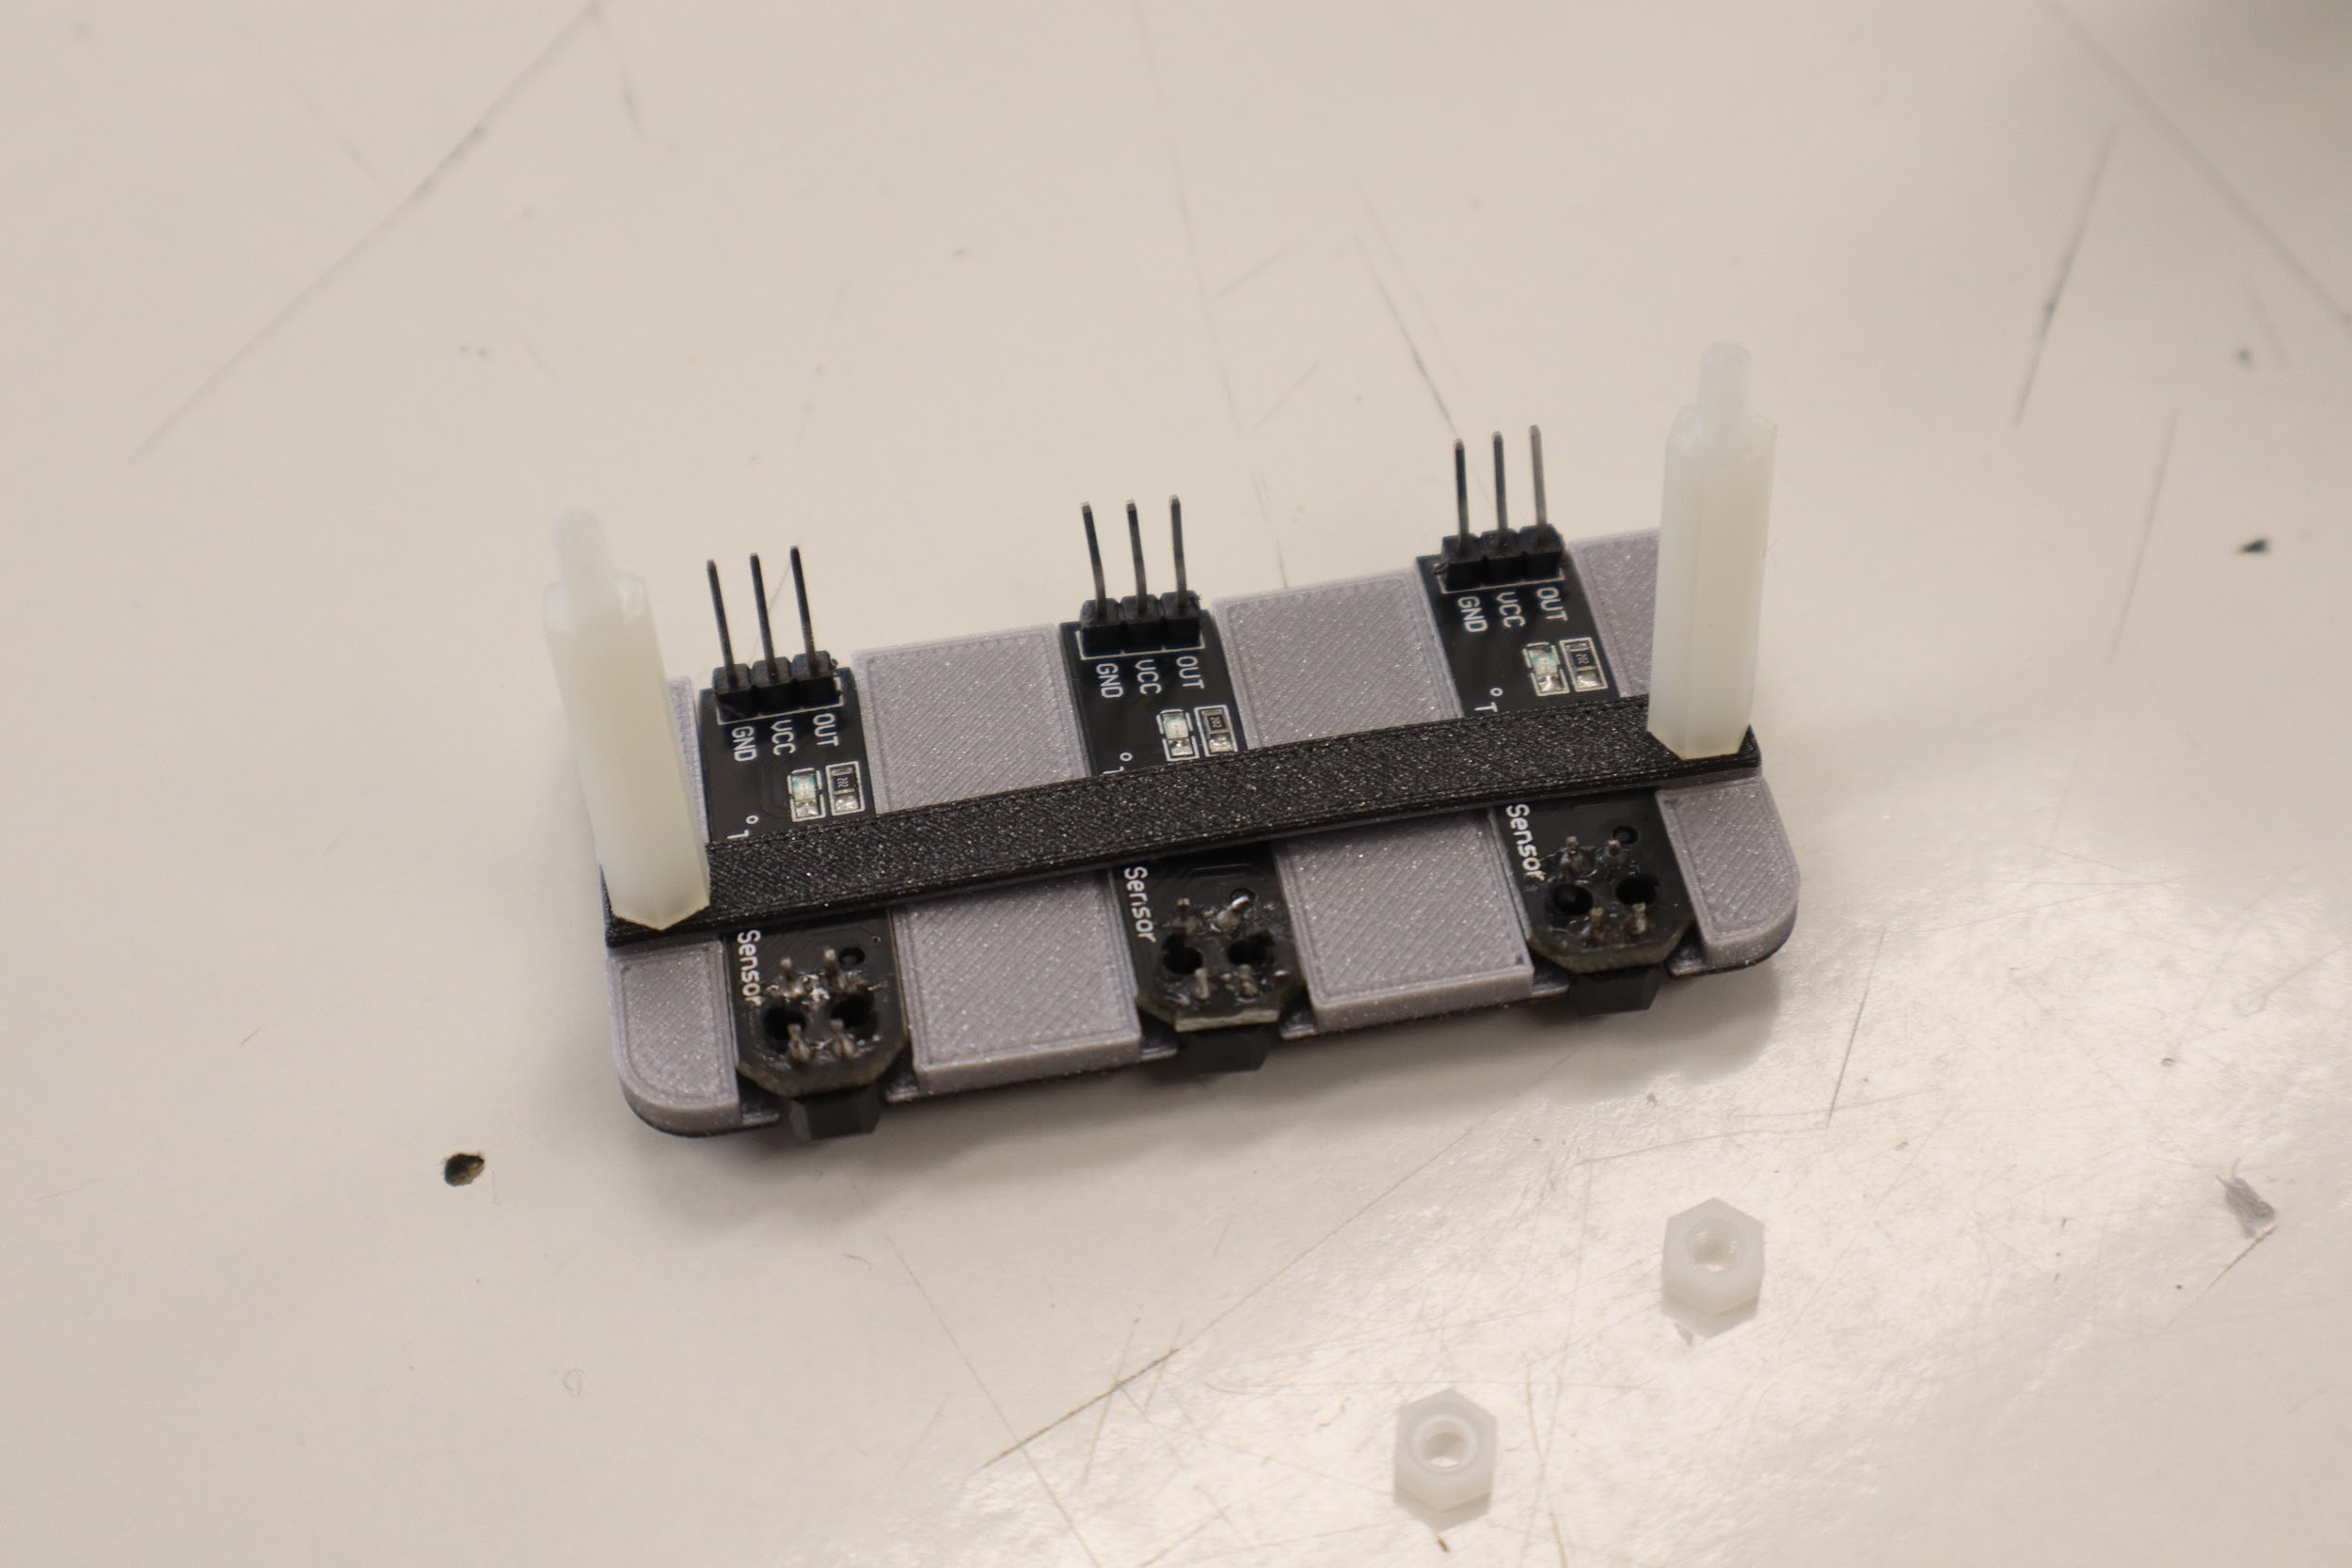 GND
VCC
OUT
Sensor
GND
VCC
OUT
Sensor
GND
VCC
OUT
Sensor